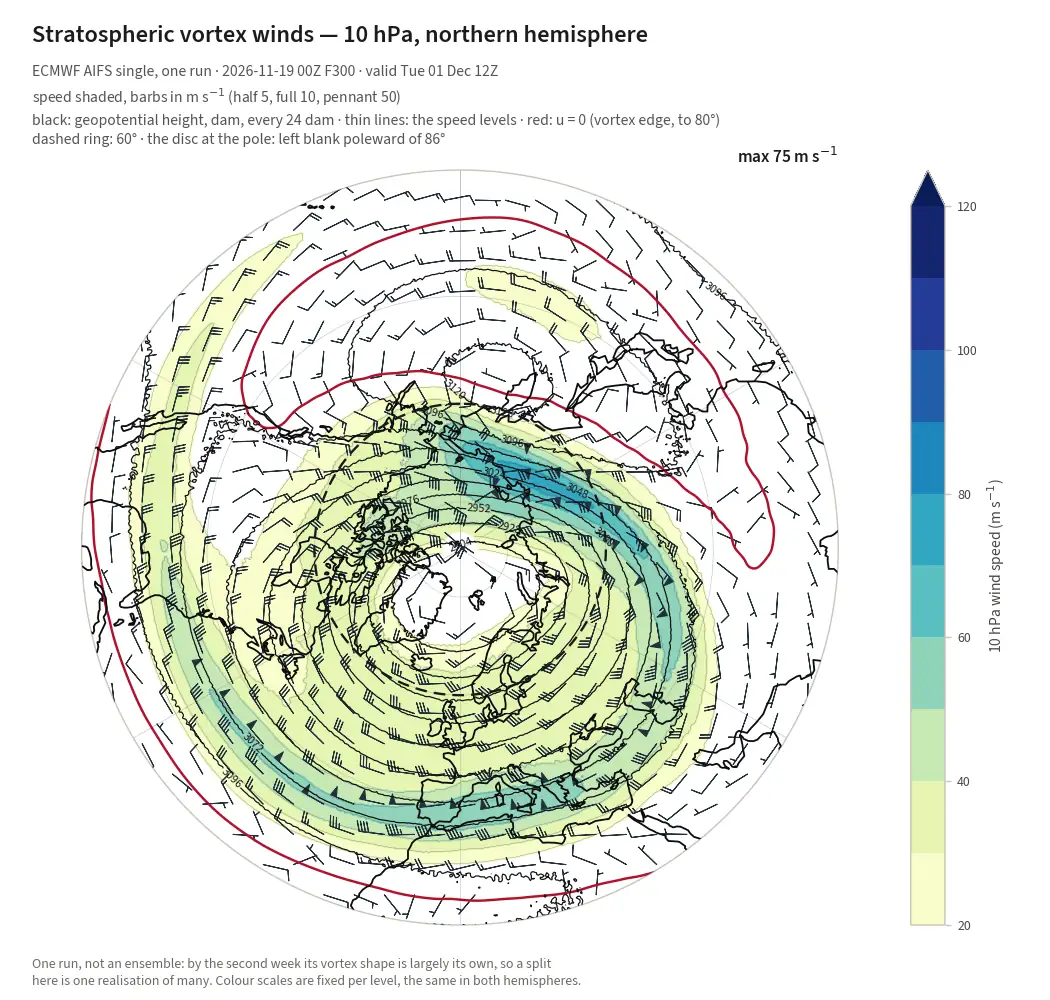 Stratospheric vortex winds — 10 hPa, northern hemisphere
ECMWF AIFS single, one run · 2026-11-19 00Z F300 · valid Tue 01 Dec 12Z
speed shaded, barbs in m s⁻¹ (half 5, full 10, pennant 50)
black: geopotential height, dam, every 24 dam · thin lines: the speed levels · red: u = 0 (vortex edge, to 80°)
dashed ring: 60° · the disc at the pole: left blank poleward of 86°
max 75 m s⁻¹
120
100
80
60
40
20
10 hPa wind speed (m s⁻¹)
3096
3120
3096
3048
2952
3072
3096
One run, not an ensemble: by the second week its vortex shape is largely its own, so a split
here is one realisation of many. Colour scales are fixed per level, the same in both hemispheres.